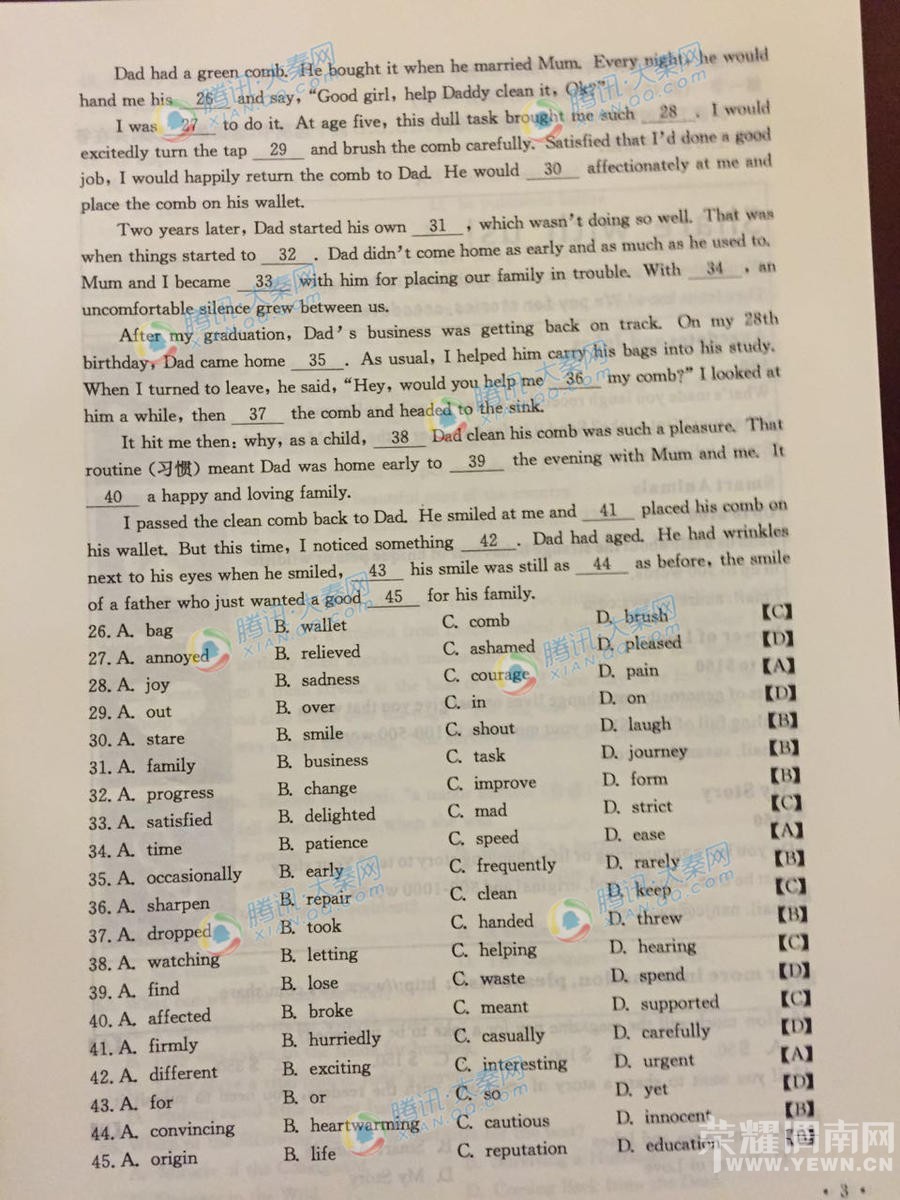 Dad had a green comb. He bought it when he married Mum. Every night, he would
hand me his 26 and say, “Good girl, help Daddy clean it, Ok?”
I was 27 to do it. At age five, this dull task brought me such 28 . I would
excitedly turn the tap 29 and brush the comb carefully. Satisfied that I’d done a good
job, I would happily return the comb to Dad. He would 30 affectionately at me and
place the comb on his wallet.
Two years later, Dad started his own 31 , which wasn’t doing so well. That was
when things started to 32 . Dad didn’t come home as early and as much as he used to.
Mum and I became 33 with him for placing our family in trouble. With 34 , an
uncomfortable silence grew between us.
After my graduation, Dad’s business was getting back on track. On my 28th
birthday, Dad came home 35 . As usual, I helped him carry his bags into his study.
When I turned to leave, he said, “Hey, would you help me 36 my comb?” I looked at
him a while, then 37 the comb and headed to the sink.
It hit me then: why, as a child, 38 Dad clean his comb was such a pleasure. That
routine (习惯) meant Dad was home early to 39 the evening with Mum and me. It
40 a happy and loving family.
I passed the clean comb back to Dad. He smiled at me and 41 placed his comb on
his wallet. But this time, I noticed something 42 . Dad had aged. He had wrinkles
next to his eyes when he smiled, 43 his smile was still as 44 as before, the smile
of a father who just wanted a good 45 for his family.
26. A. bag B. wallet C. comb D. brush 【C】
27. A. annoyed B. relieved C. ashamed D. pleased 【D】
28. A. joy B. sadness C. courage D. pain 【A】
29. A. out B. over C. in D. on 【D】
30. A. stare B. smile C. shout D. laugh 【B】
31. A. family B. business C. task D. journey 【B】
32. A. progress B. change C. improve D. form 【B】
33. A. satisfied B. delighted C. mad D. strict 【C】
34. A. time B. patience C. speed D. ease 【A】
35. A. occasionally B. early C. frequently D. rarely 【B】
36. A. sharpen B. repair C. clean D. keep 【C】
37. A. dropped B. took C. handed D. threw 【B】
38. A. watching B. letting C. helping D. hearing 【C】
39. A. find B. lose C. waste D. spend 【D】
40. A. affected B. broke C. meant D. supported 【C】
41. A. firmly B. hurriedly C. casually D. carefully 【D】
42. A. different B. exciting C. interesting D. urgent 【A】
43. A. for B. or C. so D. yet 【D】
44. A. convincing B. heartwarming C. cautious D. innocent 【B】
45. A. origin B. life C. reputation D. education
荣耀渭南网
WWW.YEWN.CN
• 3 •
腾讯·大秦网
XIAN.QQ.COM